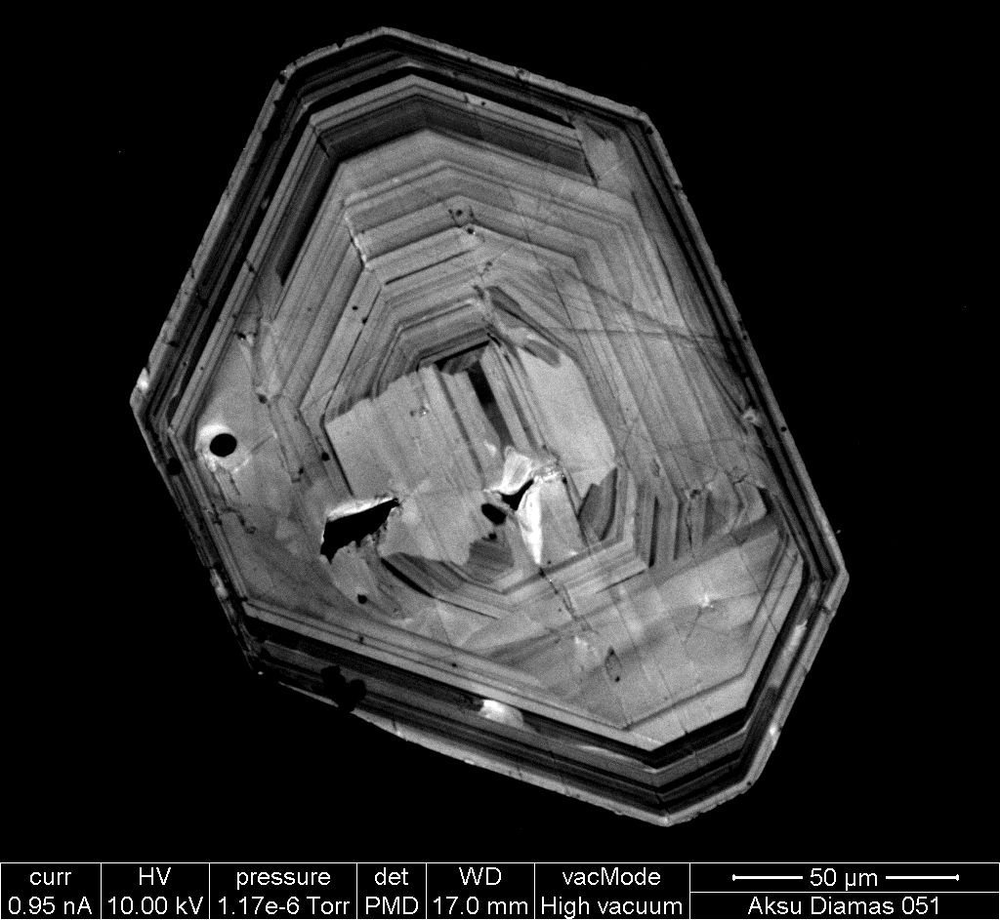 curr HV pressure det WD vacMode 50 µm
0.95 nA 10.00 kV 1.17e-6 Torr PMD 17.0 mm High vacuum Aksu Diamas 051